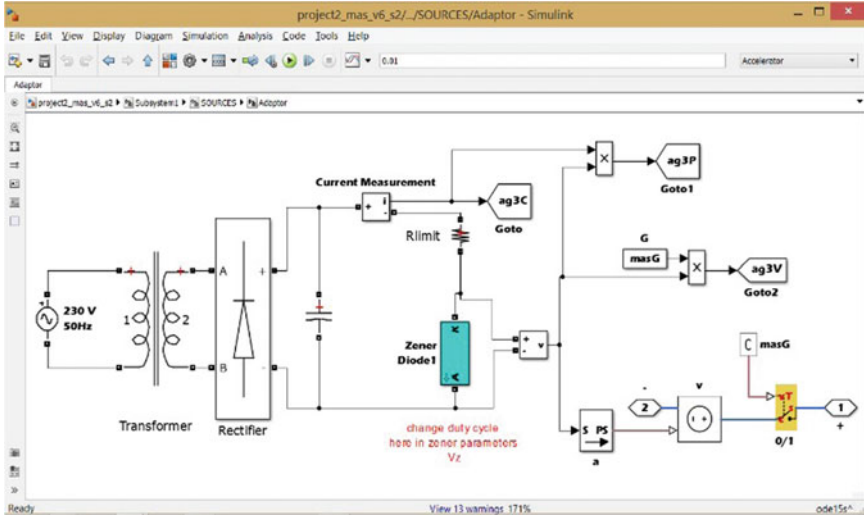 project2_mas_v6_s2/.../SOURCES/Adaptor - Simulink
File Edit View Display Diagram Simulation Analysis Code Tools Help
0.01
Accelerator
Adaptor
project2_mas_v6_s2 Subsystem1 SOURCES Adaptor
230 V
50Hz
1
2
Transformer
A
B
+
-
Rectifier
Current Measurement
+
i
-
ag3C
Goto
Rlimit
K
A
Zener
Diode1
change duty cycle
here in zener parameters
Vz
+
-
v
X
ag3P
Goto1
G
masG
X
ag3V
Goto2
S PS
a
-
2
v
C
masG
0/1
1
+
Ready
View 13 warnings 171%
ode15s^